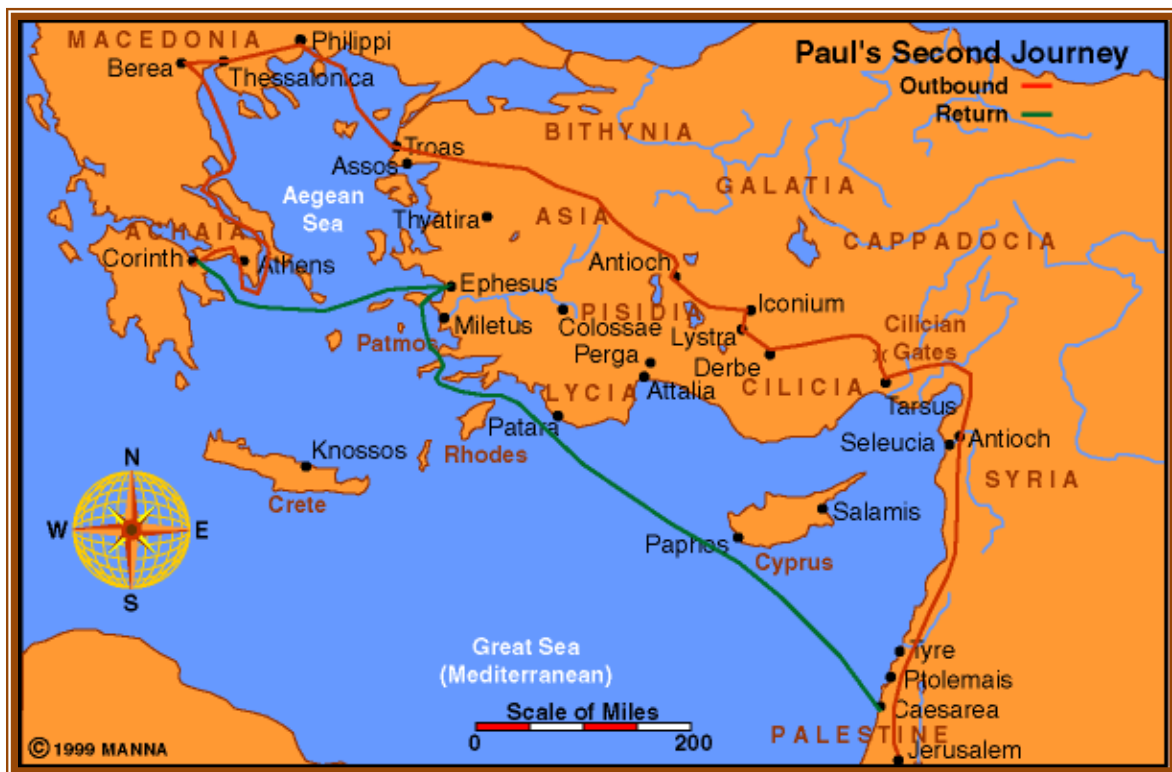 Paul's Second Journey
Outbound
Return
MACEDONIA
Philippi
Berea
Thessalonica
Troas
Assos
BITHYNIA
GALATIA
Aegean
Sea
Thyatira
ASIA
CAPPADOCIA
ACHAIA
Corinth
Athens
Antioch
Ephesus
PISIDIA
Iconium
Miletus
Colossae
Lystra
Cilician
Gates
Patmos
Perga
Derbe
LYCIA
Attalia
CILICIA
Tarsus
Patara
Seleucia
Antioch
Knossos
Rhodes
SYRIA
Crete
N
W
E
S
Salamis
Paphos
Cyprus
Great Sea
(Mediterranean)
Tyre
Ptolemais
Scale of Miles
0
200
Caesarea
PALESTINE
Jerusalem
© 1999 MANNA